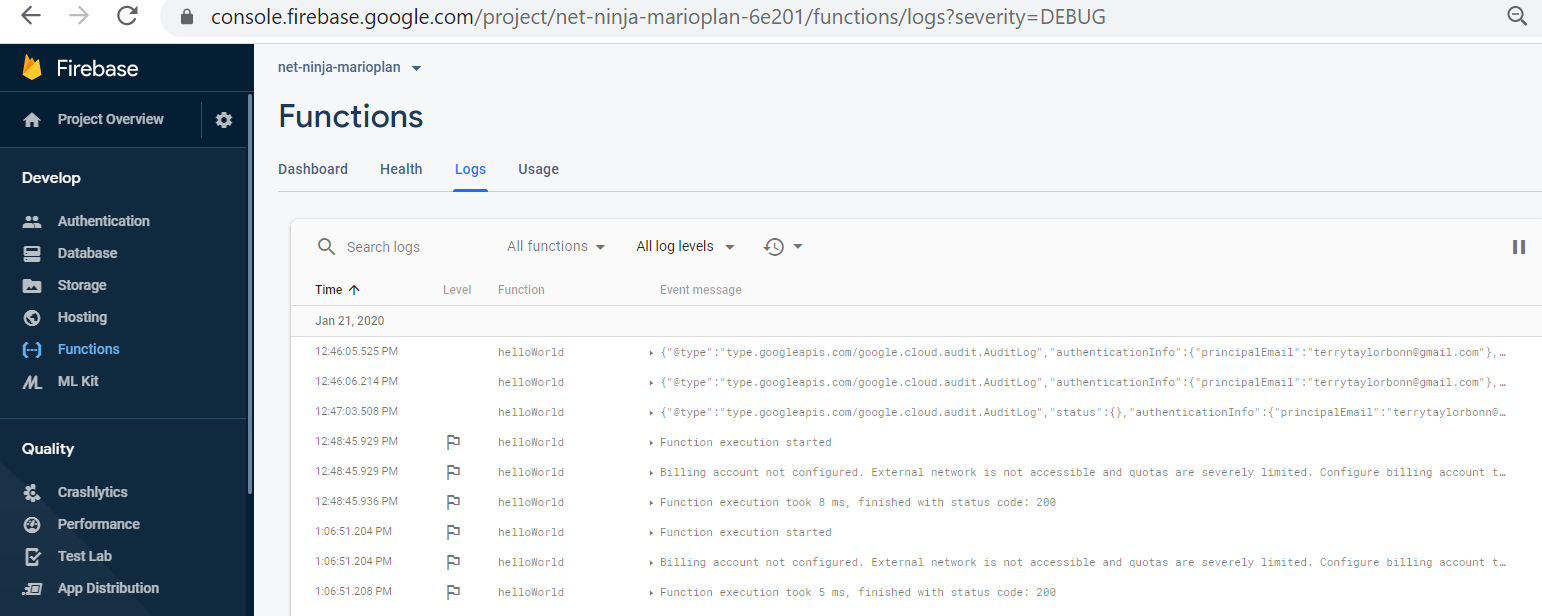 console.firebase.google.com/project/net-ninja-marioplan-6e201/functions/logs?severity=DEBUG
Firebase
Project Overview
Develop
Authentication
Database
Storage
Hosting
Functions
ML Kit
Quality
Crashlytics
Performance
Test Lab
App Distribution
net-ninja-marioplan
Functions
Dashboard Health Logs Usage
Search logs All functions All log levels
Time Level Function Event message
Jan 21, 2020
12:46:05.525 PM helloWorld {"@type":"type.googleapis.com/google.cloud.audit.AuditLog","authenticationInfo":{"principalEmail":"terrytaylorbonn@gmail.com"},…
12:46:06.214 PM helloWorld {"@type":"type.googleapis.com/google.cloud.audit.AuditLog","authenticationInfo":{"principalEmail":"terrytaylorbonn@gmail.com"},…
12:47:03.508 PM helloWorld {"@type":"type.googleapis.com/google.cloud.audit.AuditLog","status":{},"authenticationInfo":{"principalEmail":"terrytaylorbonn@…
12:48:45.929 PM helloWorld Function execution started
12:48:45.929 PM helloWorld Billing account not configured. External network is not accessible and quotas are severely limited. Configure billing account t…
12:48:45.936 PM helloWorld Function execution took 8 ms, finished with status code: 200
1:06:51.204 PM helloWorld Function execution started
1:06:51.204 PM helloWorld Billing account not configured. External network is not accessible and quotas are severely limited. Configure billing account t…
1:06:51.208 PM helloWorld Function execution took 5 ms, finished with status code: 200